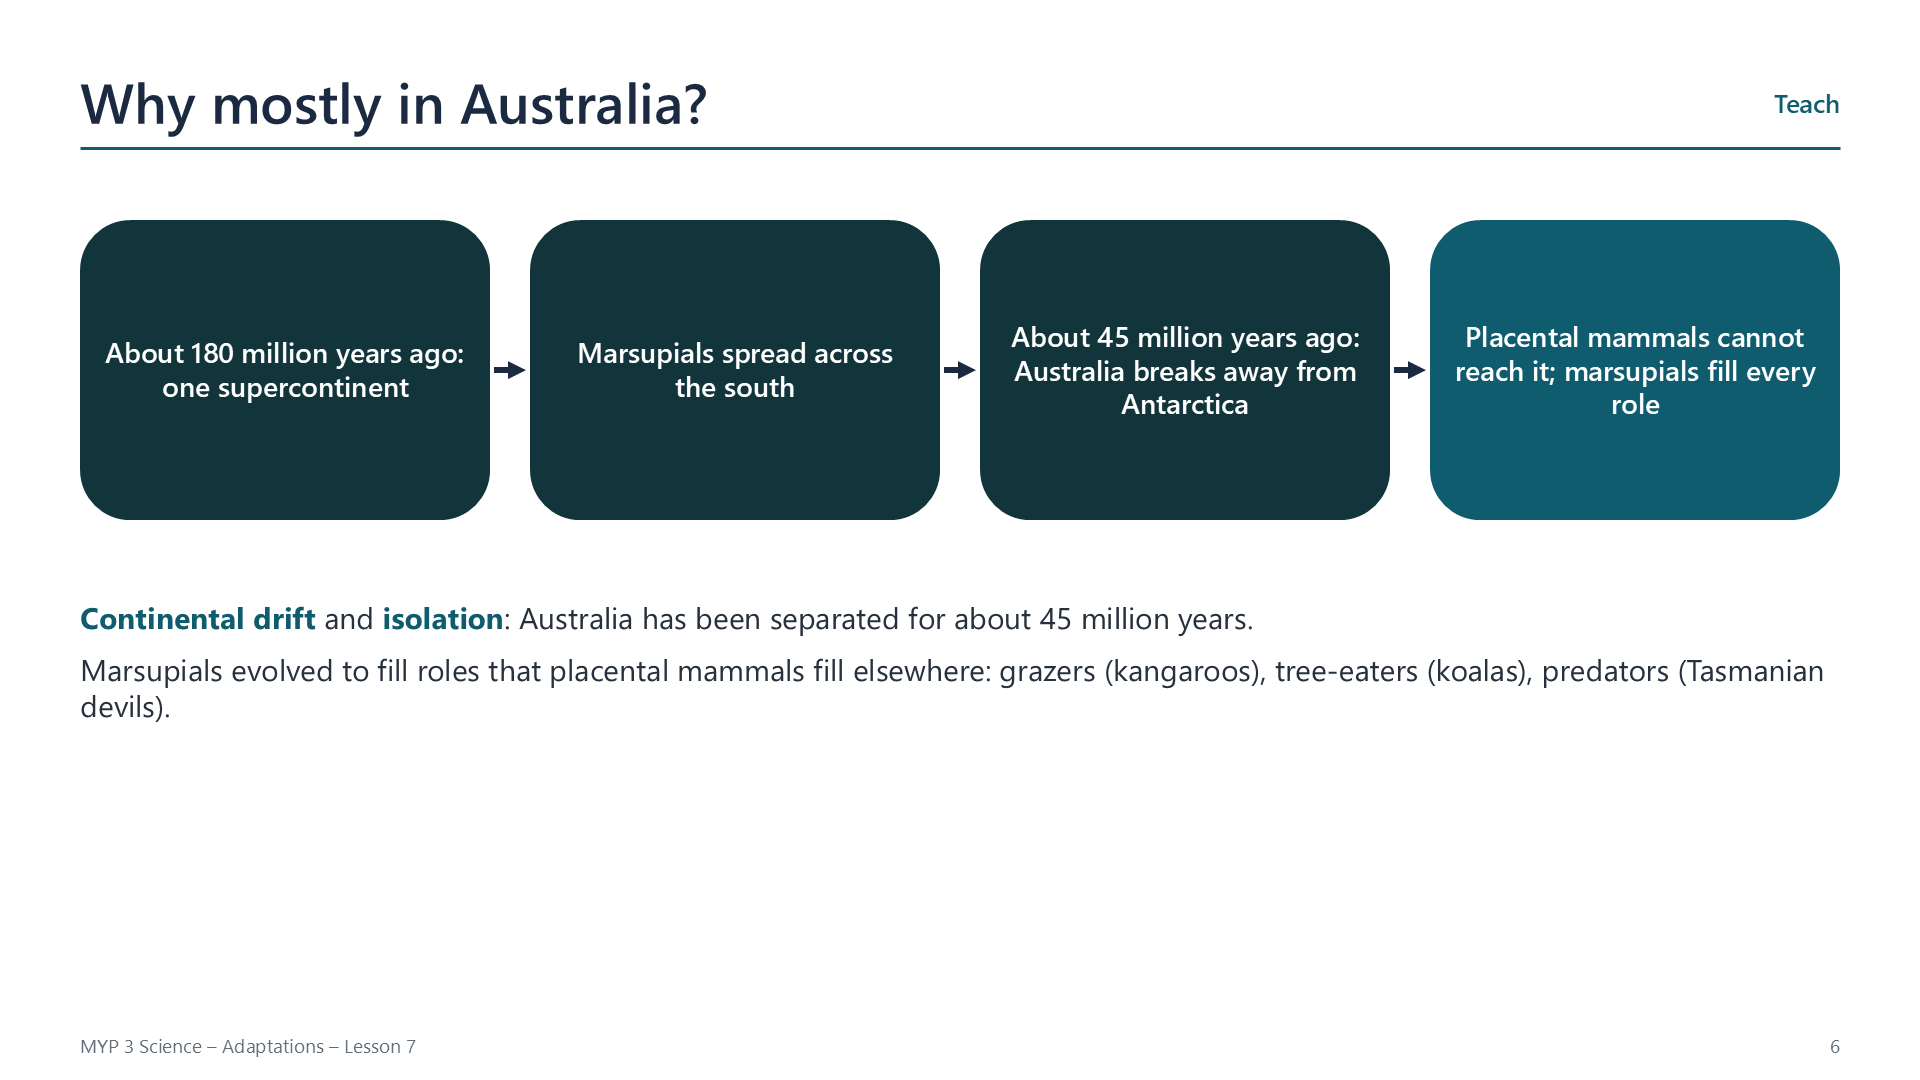 Why mostly in Australia?
Teach
About 180 million years ago:
one supercontinent
Marsupials spread across
the south
About 45 million years ago:
Australia breaks away from
Antarctica
Placental mammals cannot
reach it; marsupials fill every
role
Continental drift and isolation: Australia has been separated for about 45 million years.
Marsupials evolved to fill roles that placental mammals fill elsewhere: grazers (kangaroos), tree-eaters (koalas), predators (Tasmanian
devils).
MYP 3 Science – Adaptations – Lesson 7
6